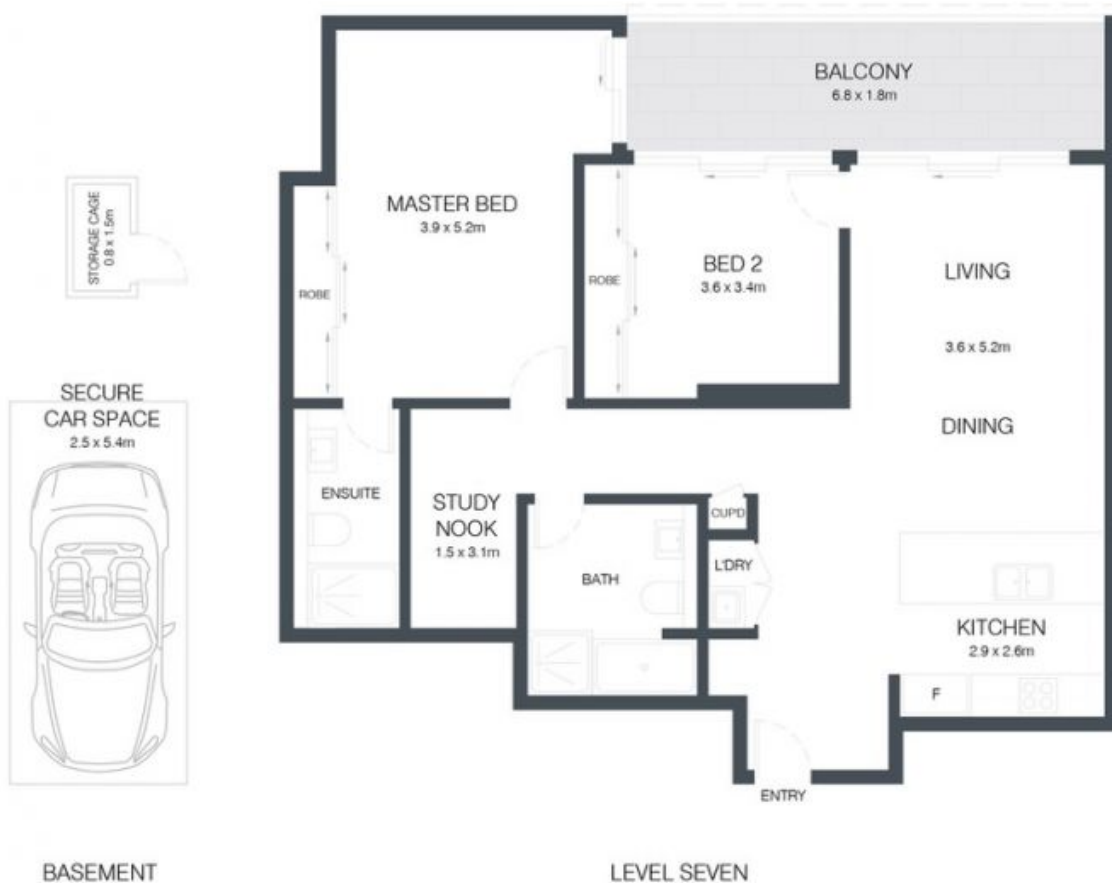 BALCONY
6.8 x 1.8m
MASTER BED
3.9 x 5.2m
STORAGE CAGE
0.8 x 1.5m
ROBE
BED 2
3.6 x 3.4m
ROBE
LIVING
3.6 x 5.2m
DINING
SECURE
CAR SPACE
2.5 x 5.4m
ENSUITE
STUDY
NOOK
1.5 x 3.1m
CUPD
BATH
L'DRY
KITCHEN
2.9 x 2.6m
F
ENTRY
BASEMENT
LEVEL SEVEN